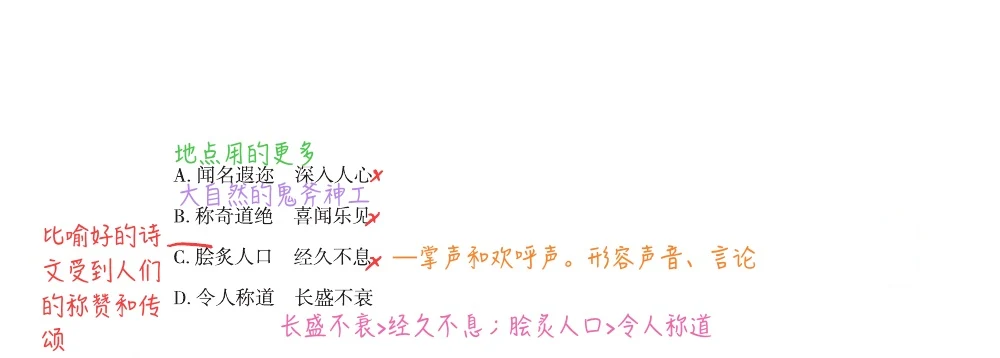 地点用的更多
A. 闻名遐迩 深入人心×
大自然的鬼斧神工
B. 称奇道绝 喜闻乐见×
比喻好的诗
文受到人们
的称赞和传
颂
C. 脍炙人口 经久不息× —掌声和欢呼声。形容声音、言论
D. 令人称道 长盛不衰
长盛不衰>经久不息；脍炙人口>令人称道